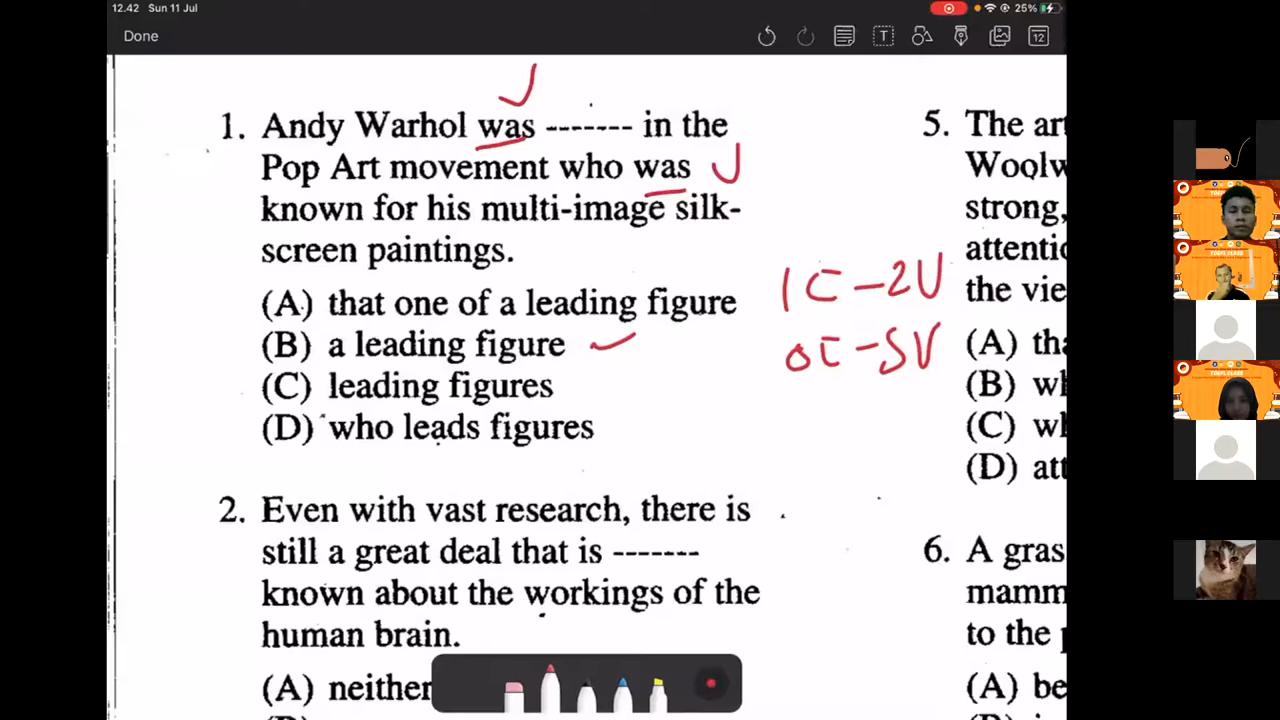 12.42 Sun 11 Jul
25%
Done
12
1. Andy Warhol was ------- in the
Pop Art movement who was
known for his multi-image silk-
screen paintings.
(A) that one of a leading figure
(B) a leading figure
(C) leading figures
(D) who leads figures
1C-2V
0C-SV
2. Even with vast research, there is
still a great deal that is -------
known about the workings of the
human brain.
(A) neither
5. The art
Woolw
strong,
attentio
the vie
(A) tha
(B) wh
(C) wh
(D) att
6. A gras
mamm
to the p
(A) be